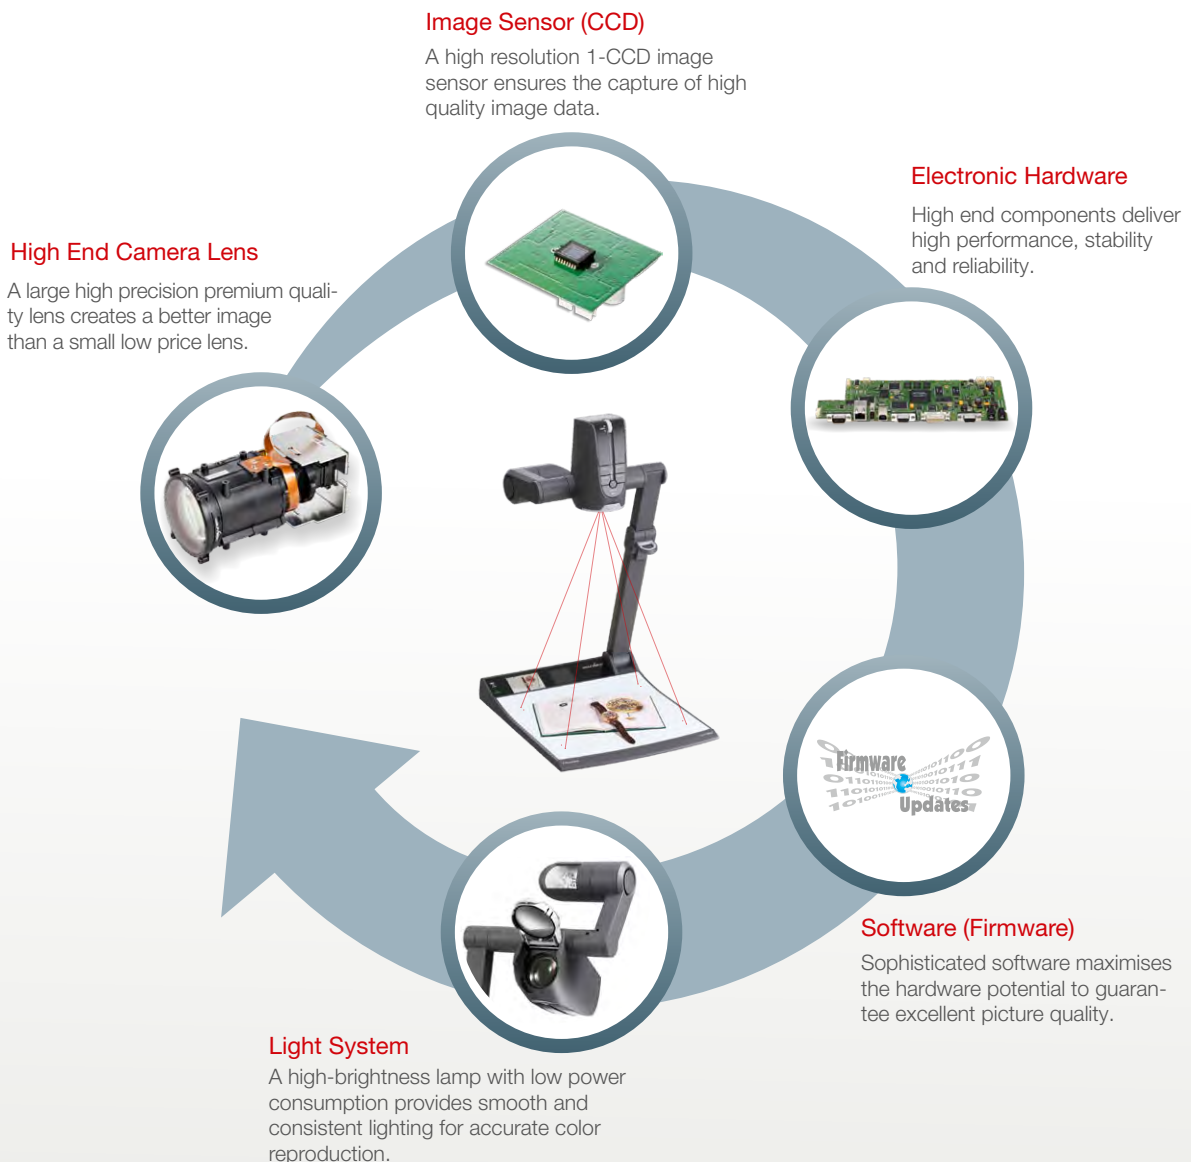 Image Sensor (CCD)
A high resolution 1-CCD image
sensor ensures the capture of high
quality image data.
Electronic Hardware
High end components deliver
high performance, stability
and reliability.
High End Camera Lens
A large high precision premium quali-
ty lens creates a better image
than a small low price lens.
Firmware
Updates
Software (Firmware)
Sophisticated software maximises
the hardware potential to guaran-
tee excellent picture quality.
Light System
A high-brightness lamp with low power
consumption provides smooth and
consistent lighting for accurate color
reproduction.